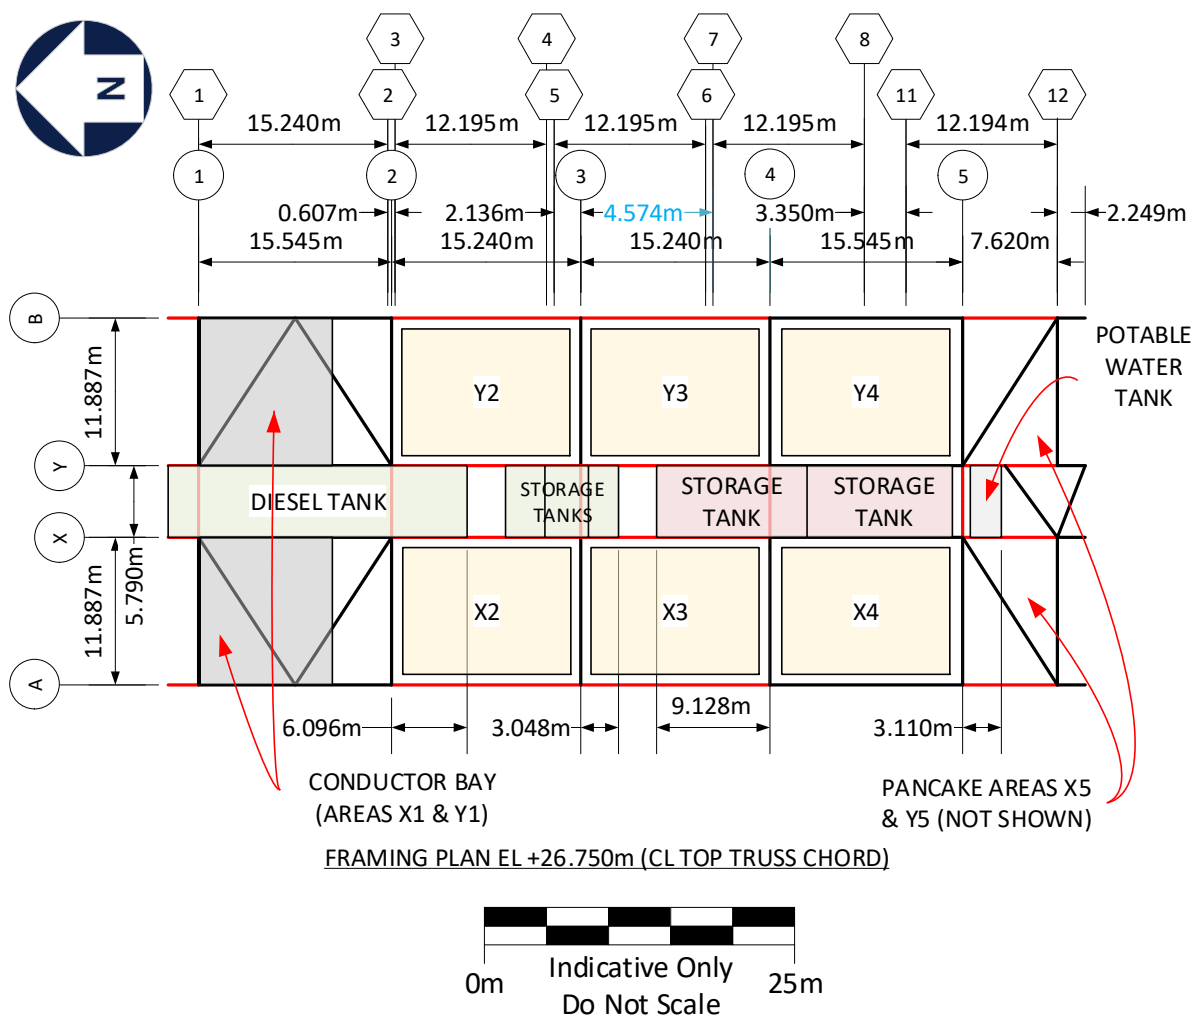 3
4
7
8
N
1
2
5
6
11
12
15.240m
12.195m
12.195m
12.195m
12.194m
1
2
3
4
5
0.607m
2.136m
4.574m
3.350m
2.249m
15.545m
15.240m
15.240m
15.545m
7.620m
B
POTABLE
WATER
TANK
11.887m
Y2
Y3
Y4
Y
DIESEL TANK
STORAGE
TANKS
STORAGE
TANK
STORAGE
TANK
X
5.790m
11.887m
X2
X3
X4
A
6.096m
3.048m
9.128m
3.110m
CONDUCTOR BAY
(AREAS X1 & Y1)
PANCAKE AREAS X5
& Y5 (NOT SHOWN)
FRAMING PLAN EL +26.750m (CL TOP TRUSS CHORD)
0m
Indicative Only
Do Not Scale
25m